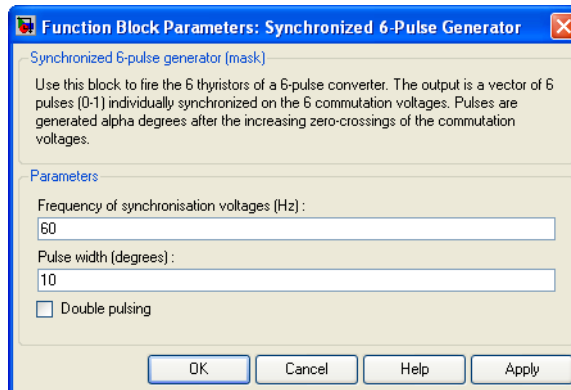 Function Block Parameters: Synchronized 6-Pulse Generator
Synchronized 6-pulse generator (mask)
Use this block to fire the 6 thyristors of a 6-pulse converter. The output is a vector of 6
pulses (0-1) individually synchronized on the 6 commutation voltages. Pulses are
generated alpha degrees after the increasing zero-crossings of the commutation
voltages.
Parameters
Frequency of synchronisation voltages (Hz) :
60
Pulse width (degrees) :
10
Double pulsing
OK Cancel Help Apply